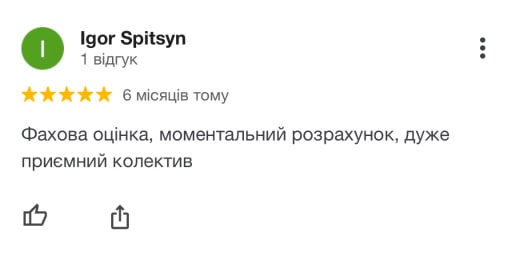 I
Igor Spitsyn
1 відгук
6 місяців тому
Фахова оцінка, моментальний розрахунок, дуже
приємний колектив